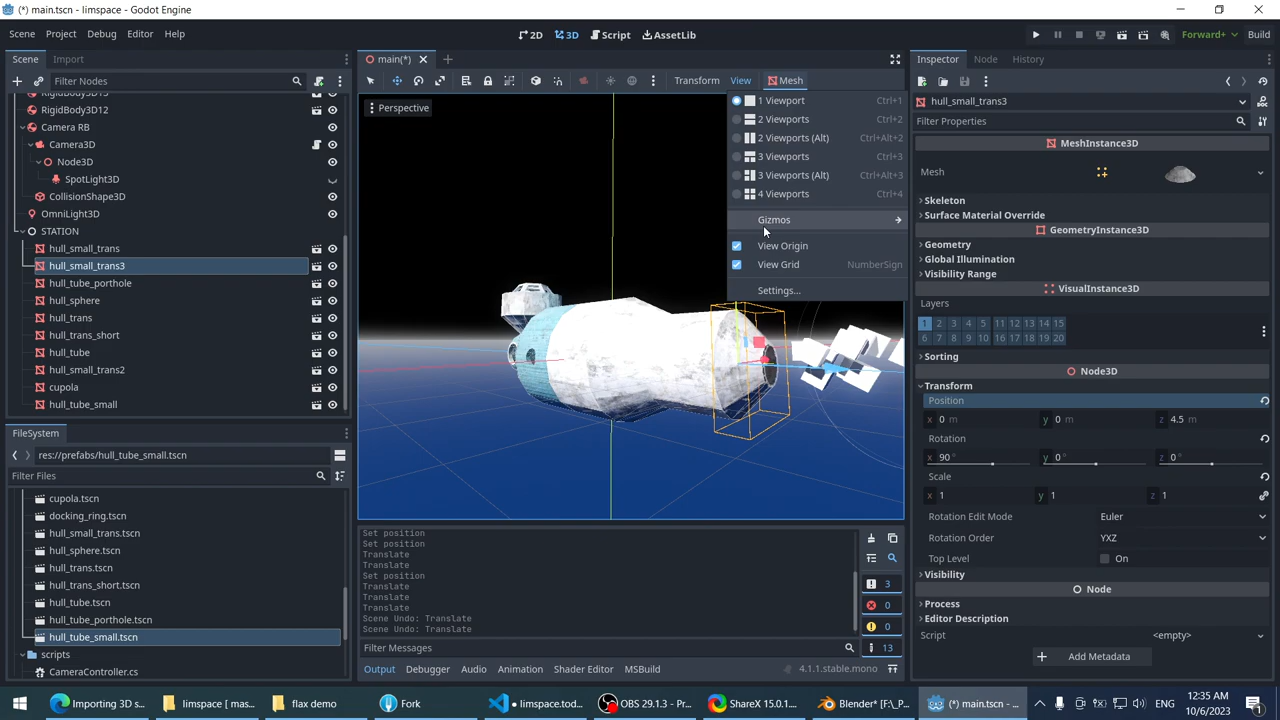 (*) main.tscn - Godot Engine
Scene Project Debug Editor Help
2D 3D Script AssetLib
Forward+ Build
Scene Import
Filter Nodes
RigidBody3D12
Camera RB
Camera3D
Node3D
SpotLight3D
CollisionShape3D
OmniLight3D
STATION
hull_small_trans
hull_small_trans3
hull_tube_porthole
hull_sphere
hull_trans
hull_trans_short
hull_tube
hull_small_trans2
cupola
hull_tube_small
FileSystem
res://prefabs/hull_tube_small.tscn
Filter Files
cupola.tscn
docking_ring.tscn
hull_small_trans.tscn
hull_sphere.tscn
hull_trans.tscn
hull_trans_short.tscn
hull_tube.tscn
hull_tube_porthole.tscn
hull_tube_small.tscn
scripts
CameraController.cs
main(*)
Transform View Mesh
Perspective
1 Viewport Ctrl+1
2 Viewports Ctrl+2
2 Viewports (Alt) Ctrl+Alt+2
3 Viewports Ctrl+3
3 Viewports (Alt) Ctrl+Alt+3
4 Viewports Ctrl+4
Gizmos
View Origin
View Grid NumberSign
Settings...
Set position
Set position
Translate
Translate
Set position
Translate
Translate
Translate
Scene Undo: Translate
Scene Undo: Translate
3
0
0
13
Filter Messages
Output Debugger Audio Animation Shader Editor MSBuild 4.1.1.stable.mono
Inspector Node History
hull_small_trans3
Filter Properties
MeshInstance3D
Mesh
Skeleton
Surface Material Override
GeometryInstance3D
Geometry
Global Illumination
Visibility Range
VisualInstance3D
Layers
1 2 3 4 5 11 12 13 14 15
6 7 8 9 10 16 17 18 19 20
Sorting
Node3D
Transform
Position
x 0 m y 0 m z 4.5 m
Rotation
x 90 ° y 0 ° z 0 °
Scale
x 1 y 1 z 1
Rotation Edit Mode Euler
Rotation Order YXZ
Top Level On
Visibility
Node
Process
Editor Description
Script <empty>
Add Metadata
Importing 3D s... limspace [ mas... flax demo Fork • limspace.tod... OBS 29.1.3 - Pr... ShareX 15.0.1... Blender* [F:\_P... (*) main.tscn - ... ENG
12:35 AM
10/6/2023